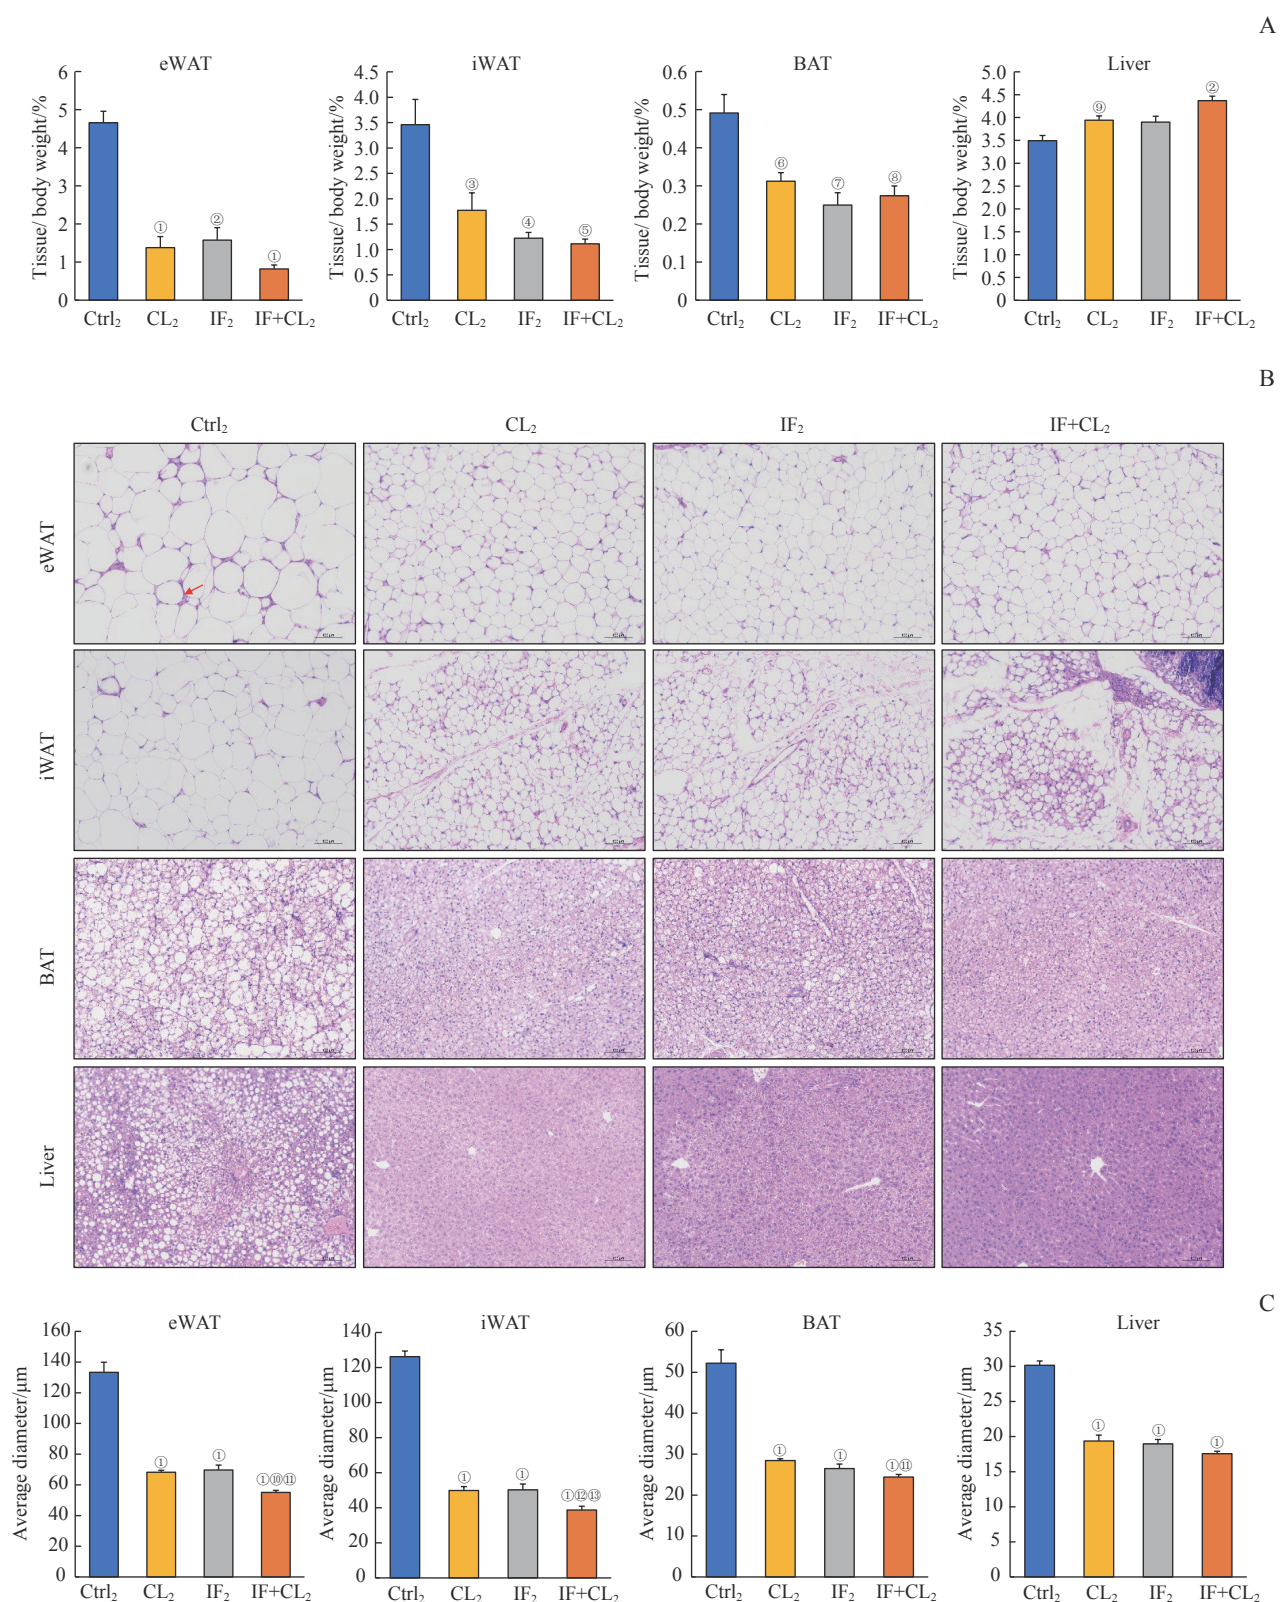 A
eWAT
Tissue/ body weight/%
6
5
4
3
2
1
0
①
②
①
Ctrl₂ CL₂ IF₂ IF+CL₂
iWAT
Tissue/ body weight/%
4.5
4.0
3.5
3.0
2.5
2.0
1.5
1.0
0.5
0
③
④
⑤
Ctrl₂ CL₂ IF₂ IF+CL₂
BAT
Tissue/ body weight/%
0.6
0.5
0.4
0.3
0.2
0.1
0
⑥
⑦
⑧
Ctrl₂ CL₂ IF₂ IF+CL₂
Liver
Tissue/ body weight/%
5.0
4.5
4.0
3.5
3.0
2.5
2.0
1.5
1.0
0.5
0
⑨
②
Ctrl₂ CL₂ IF₂ IF+CL₂
B
Ctrl₂ CL₂ IF₂ IF+CL₂
eWAT
iWAT
BAT
Liver
C
eWAT
Average diameter/μm
160
140
120
100
80
60
40
20
0
①
①
①⑩⑪
Ctrl₂ CL₂ IF₂ IF+CL₂
iWAT
Average diameter/μm
140
120
100
80
60
40
20
0
①
①
①⑫⑬
Ctrl₂ CL₂ IF₂ IF+CL₂
BAT
Average diameter/μm
60
50
40
30
20
10
0
①
①
①⑪
Ctrl₂ CL₂ IF₂ IF+CL₂
Liver
Average diameter/μm
35
30
25
20
15
10
5
0
①
①
①
Ctrl₂ CL₂ IF₂ IF+CL₂